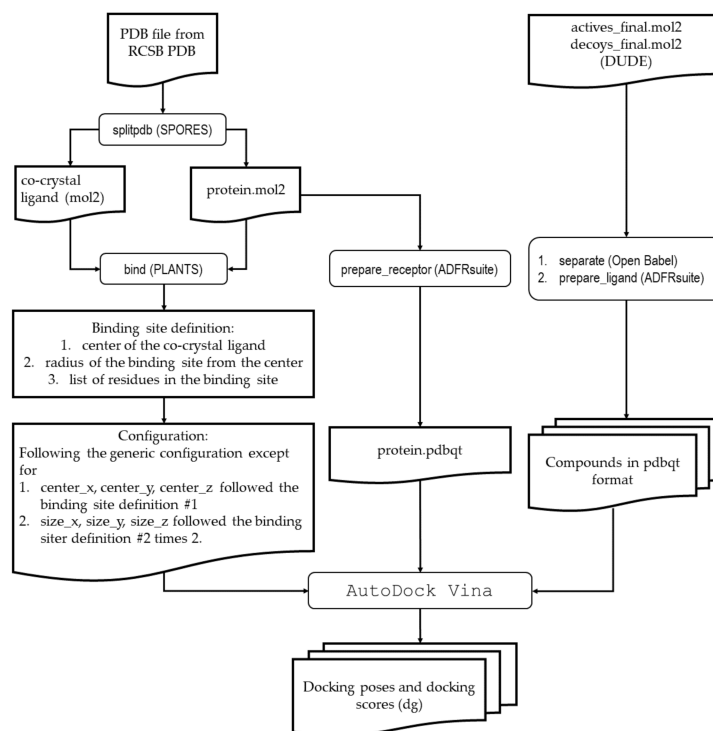 PDB file from
RCSB PDB
actives_final.mol2
decoys_final.mol2
(DUDE)
splitpdb (SPORES)
co-crystal
ligand (mol2)
protein.mol2
bind (PLANTS)
prepare_receptor (ADFRsuite)
1. separate (Open Babel)
2. prepare_ligand (ADFRsuite)
Binding site definition:
1. center of the co-crystal ligand
2. radius of the binding site from the center
3. list of residues in the binding site
Configuration:
Following the generic configuration except
for
1. center_x, center_y, center_z followed the
binding site definition #1
2. size_x, size_y, size_z followed the binding
siter definition #2 times 2.
protein.pdbqt
Compounds in pdbqt
format
AutoDock Vina
Docking poses and docking
scores (dg)